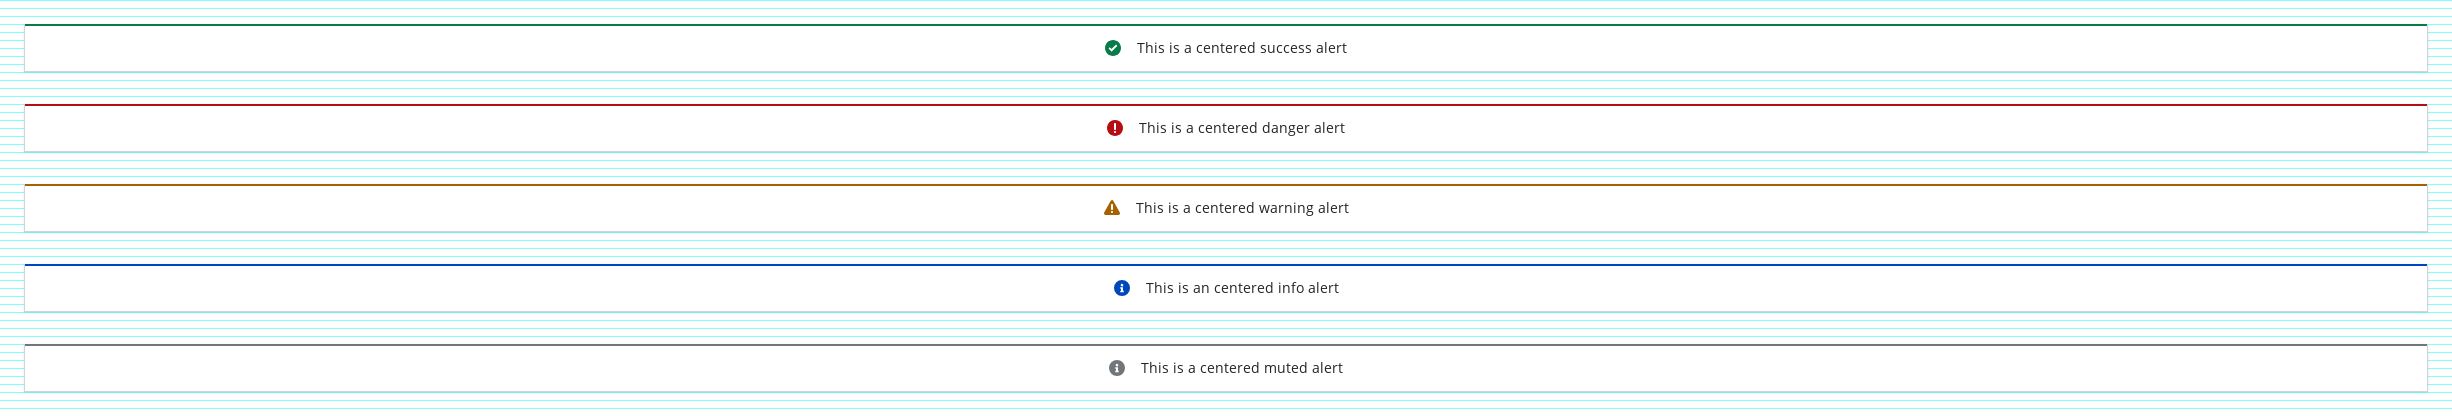 This is a centered success alert
This is a centered danger alert
This is a centered warning alert
This is an centered info alert
This is a centered muted alert